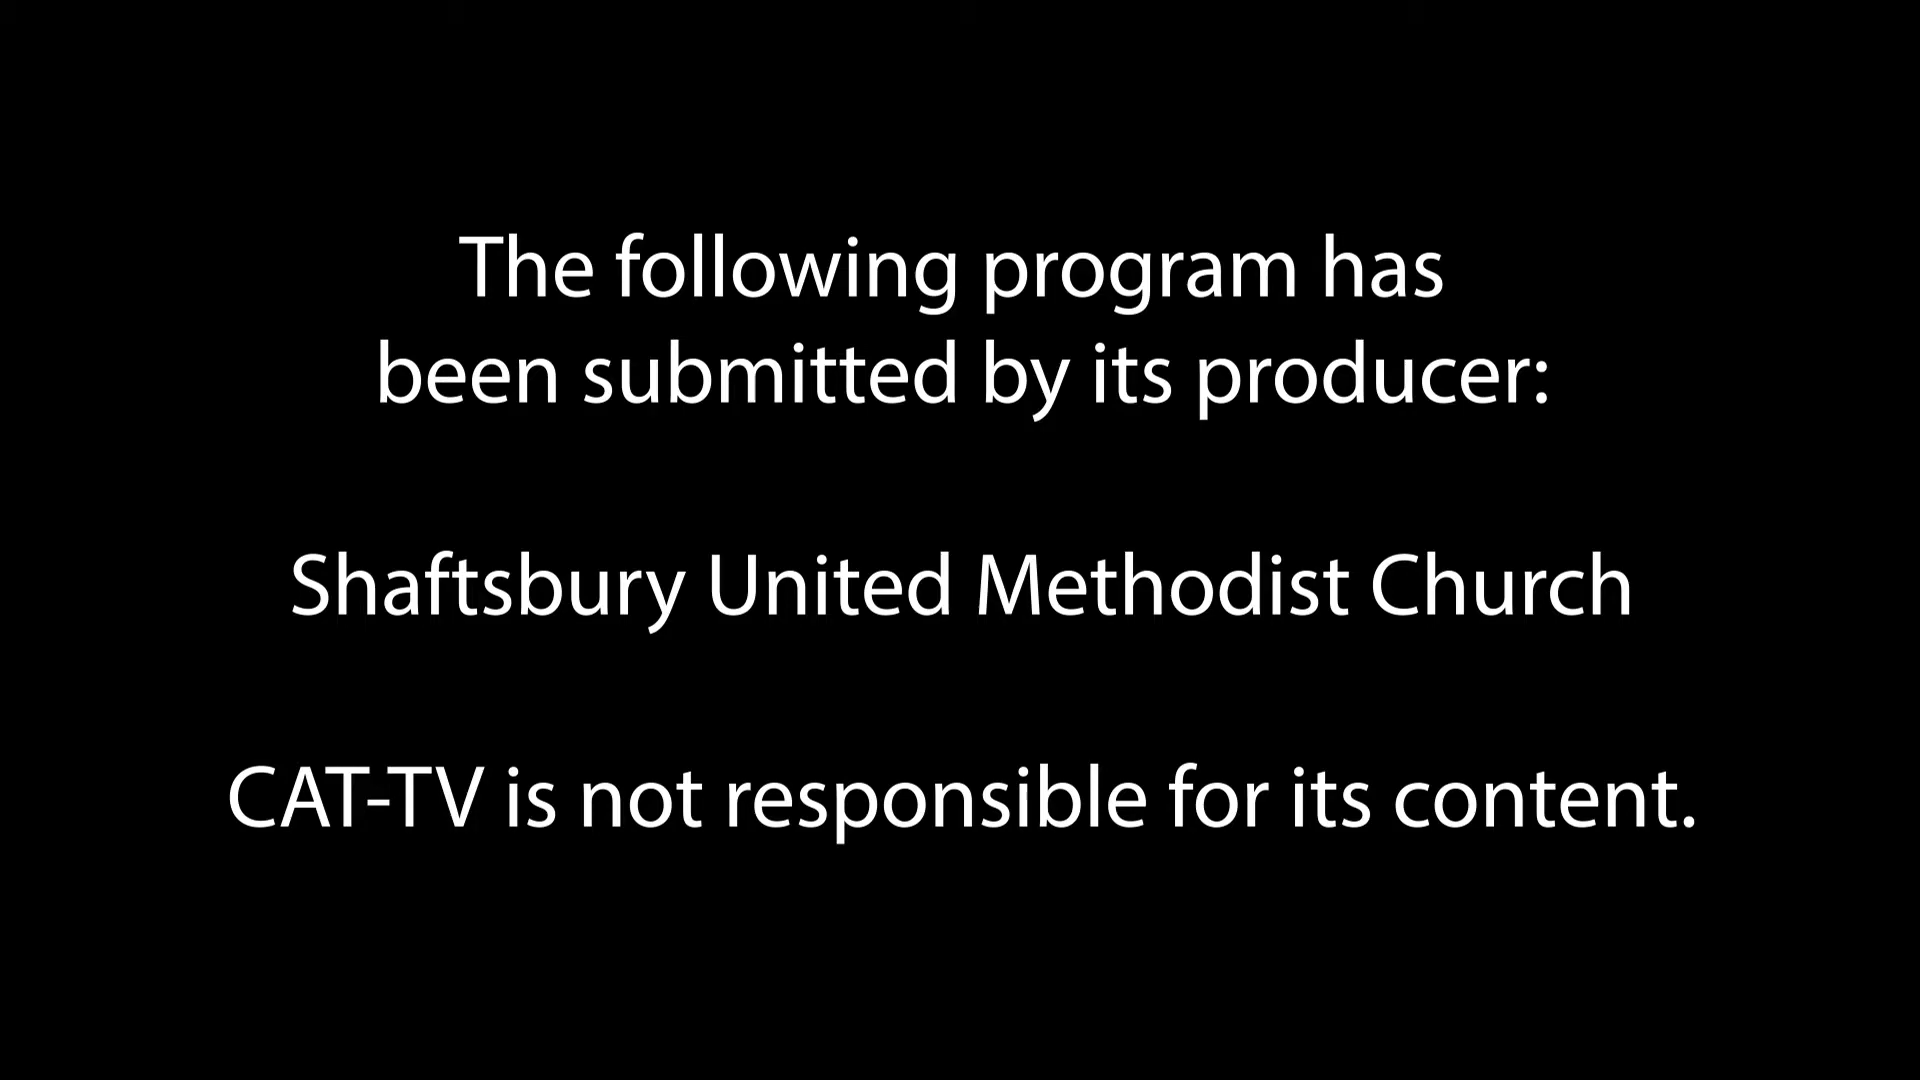 The following program has
been submitted by its producer:
Shaftsbury United Methodist Church
CAT-TV is not responsible for its content.